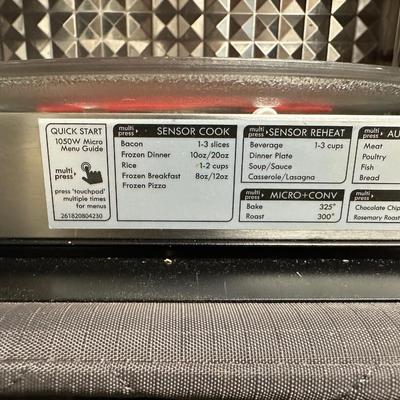 QUICK START
1050W Micro
Menu Guide
multi
press
press 'touchpad'
multiple times
for menus
261820804230
multi
press SENSOR COOK
Bacon 1-3 slices
Frozen Dinner 10oz/20oz
Rice 1-2 cups
Frozen Breakfast 8oz/12oz
Frozen Pizza
multi
press SENSOR REHEAT
Beverage 1-3 cups
Dinner Plate
Soup/Sauce
Casserole/Lasagna
multi
press MICRO+CONV
Bake 325°
Roast 300°
multi
press AU
Meat
Poultry
Fish
Bread
multi
press
Chocolate Chip
Rosemary Roast